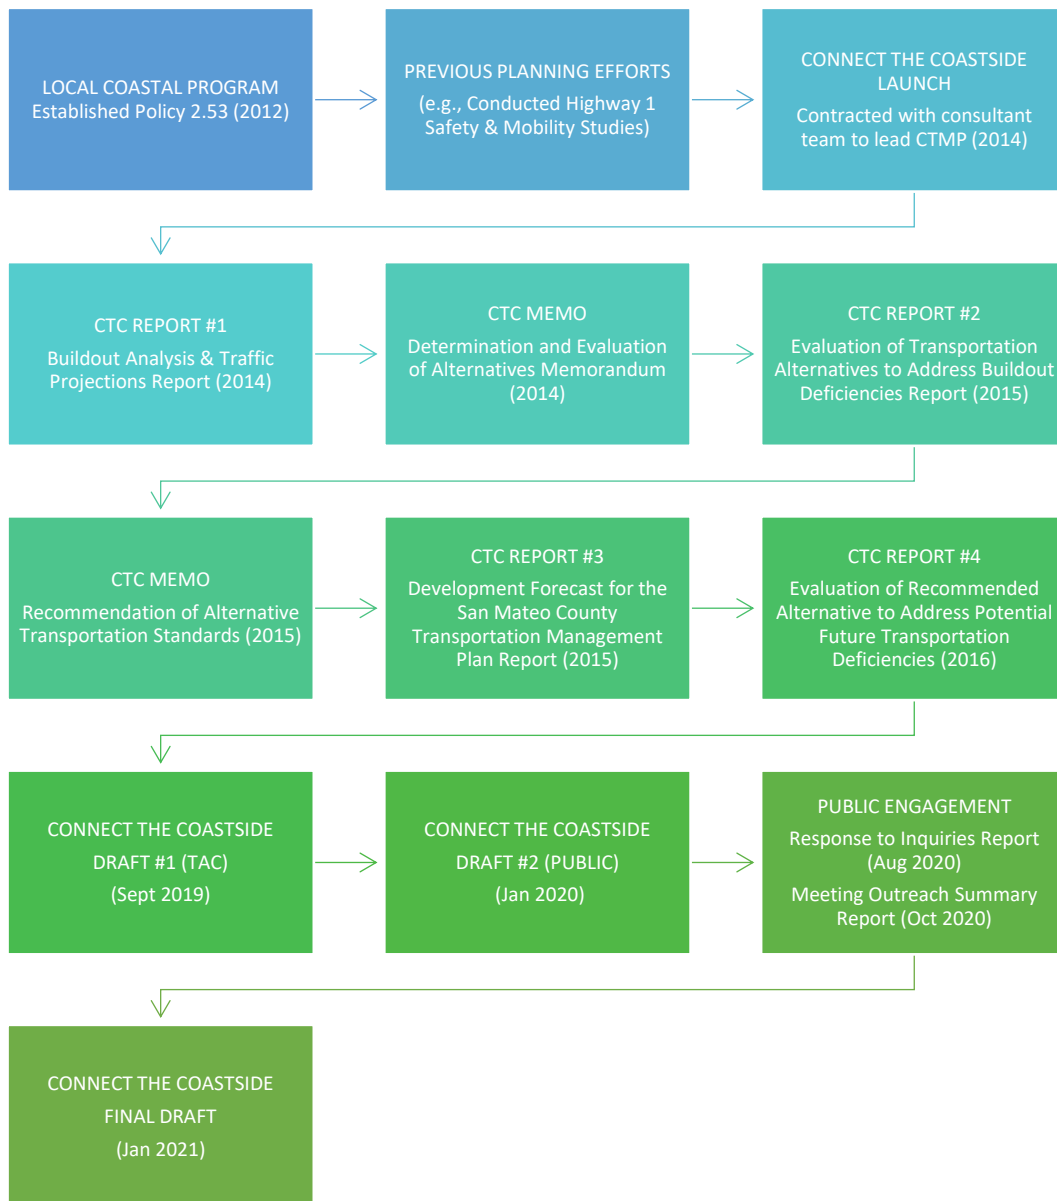 LOCAL COASTAL PROGRAM
Established Policy 2.53 (2012)
PREVIOUS PLANNING EFFORTS
(e.g., Conducted Highway 1
Safety & Mobility Studies)
CONNECT THE COASTSIDE
LAUNCH
Contracted with consultant
team to lead CTMP (2014)
CTC REPORT #1
Buildout Analysis & Traffic
Projections Report (2014)
CTC MEMO
Determination and Evaluation
of Alternatives Memorandum
(2014)
CTC REPORT #2
Evaluation of Transportation
Alternatives to Address Buildout
Deficiencies Report (2015)
CTC MEMO
Recommendation of Alternative
Transportation Standards (2015)
CTC REPORT #3
Development Forecast for the
San Mateo County
Transportation Management
Plan Report (2015)
CTC REPORT #4
Evaluation of Recommended
Alternative to Address Potential
Future Transportation
Deficiencies (2016)
CONNECT THE COASTSIDE
DRAFT #1 (TAC)
(Sept 2019)
CONNECT THE COASTSIDE
DRAFT #2 (PUBLIC)
(Jan 2020)
PUBLIC ENGAGEMENT
Response to Inquiries Report
(Aug 2020)
Meeting Outreach Summary
Report (Oct 2020)
CONNECT THE COASTSIDE
FINAL DRAFT
(Jan 2021)